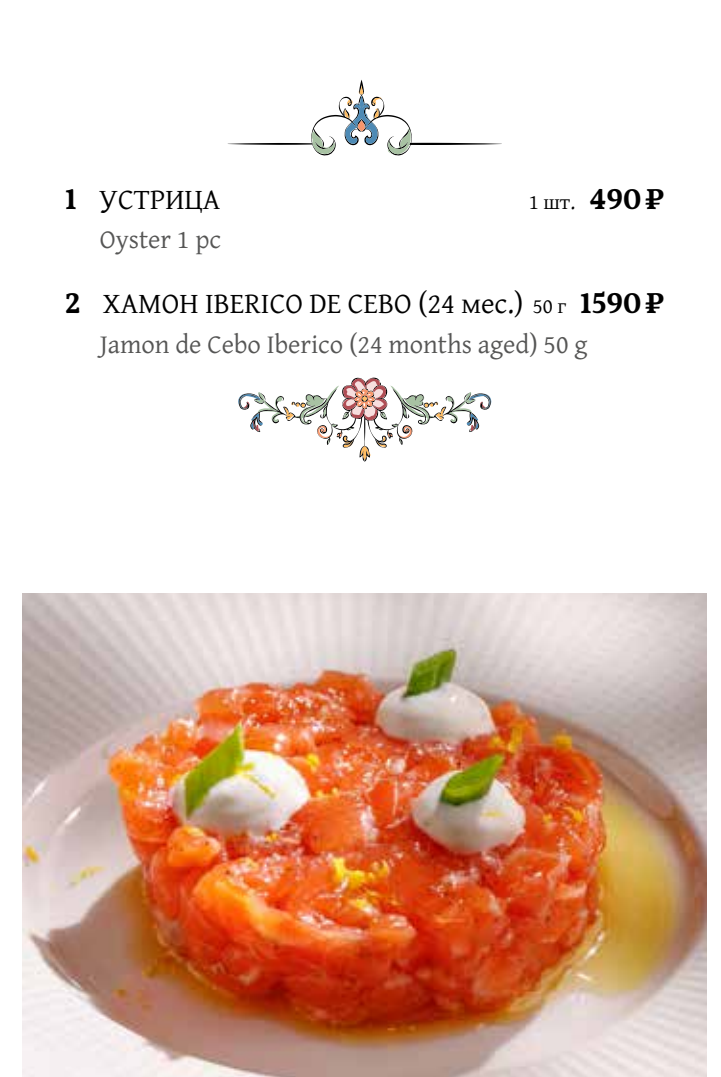 1 УСТРИЦА 1 шт. 490 ₽
Oyster 1 pc
2 ХАМОН IBERICO DE CEBO (24 мес.) 50 г 1590 ₽
Jamon de Cebo Iberico (24 months aged) 50 g